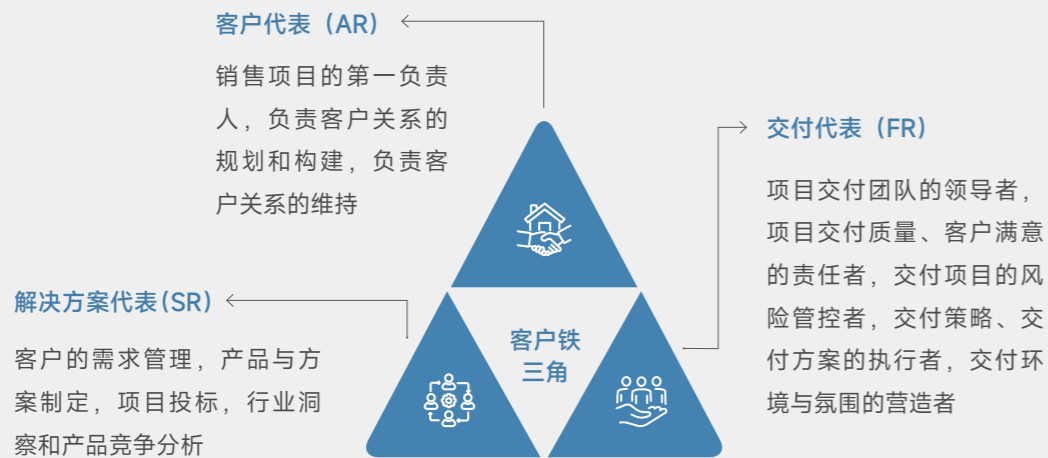 客户代表（AR）
销售项目的第一负责
人，负责客户关系的
规划和构建，负责客
户关系的维持
交付代表（FR）
项目交付团队的领导者，
项目交付质量、客户满意
的责任者，交付项目的风
险管控者，交付策略、交
付方案的执行者，交付环
境与氛围的营造者
解决方案代表(SR)
客户的需求管理，产品与方
案制定，项目投标，行业洞
察和产品竞争分析
客户铁
三角